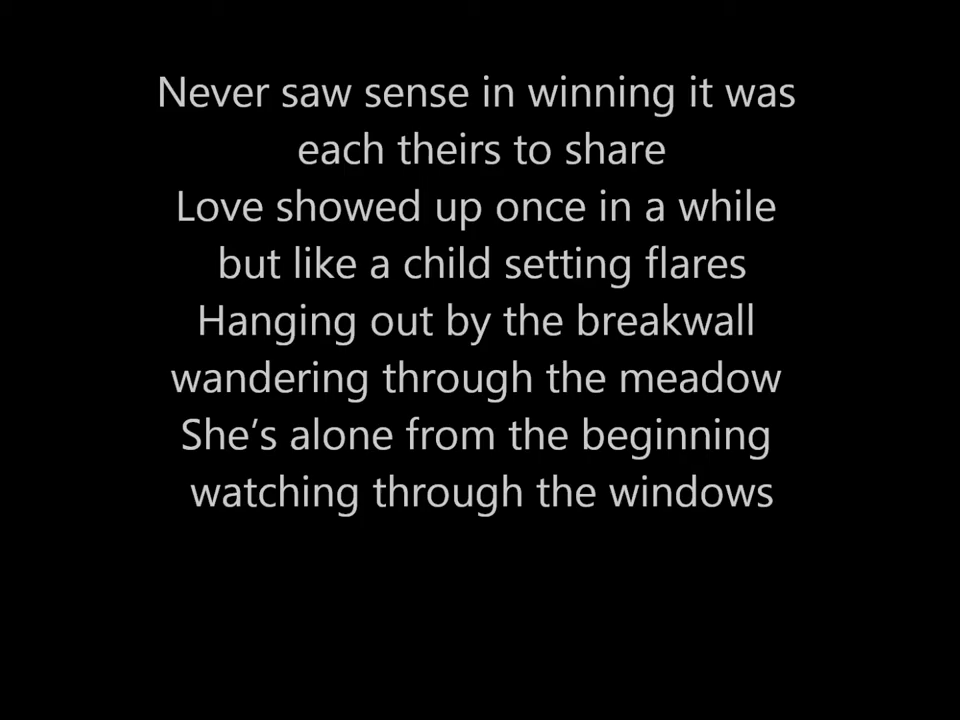 Never saw sense in winning it was
each theirs to share
Love showed up once in a while
but like a child setting flares
Hanging out by the breakwall
wandering through the meadow
She’s alone from the beginning
watching through the windows